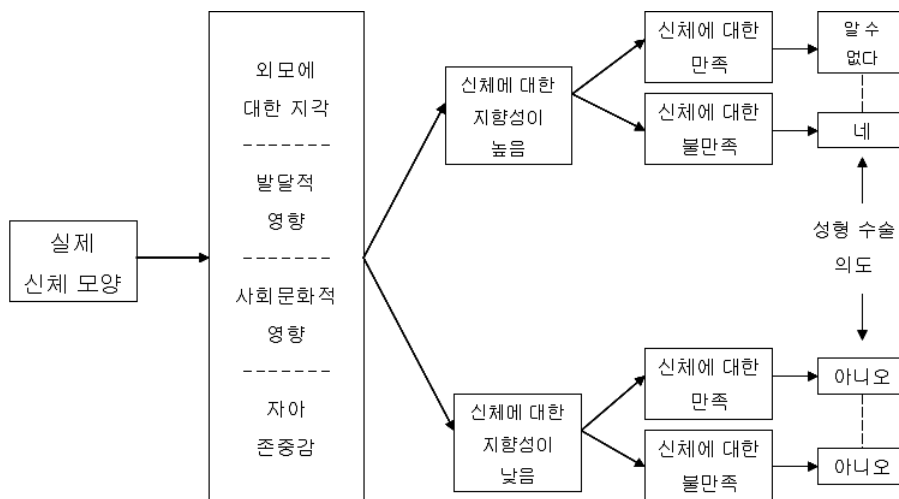 실제
신체 모양
외모에
대한 지각
-------
발달적
영향
-------
사회문화적
영향
-------
자아
존중감
신체에 대한
지향성이
높음
신체에 대한
만족
알 수
없다
신체에 대한
불만족
네
성형 수술
의도
신체에 대한
지향성이
낮음
신체에 대한
만족
아니오
신체에 대한
불만족
아니오